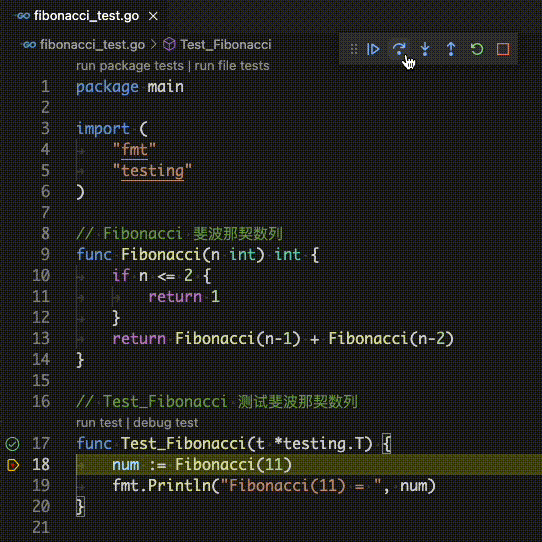 fibonacci_test.go
fibonacci_test.go > Test_Fibonacci
run package tests | run file tests
1 package main
2
3 import (
4 "fmt"
5 "testing"
6 )
7
8 // Fibonacci 斐波那契数列
9 func Fibonacci(n int) int {
10 if n <= 2 {
11 return 1
12 }
13 return Fibonacci(n-1) + Fibonacci(n-2)
14 }
15
16 // Test_Fibonacci 测试斐波那契数列
run test | debug test
17 func Test_Fibonacci(t *testing.T) {
18 num := Fibonacci(11)
19 fmt.Println("Fibonacci(11) = ", num)
20 }
21